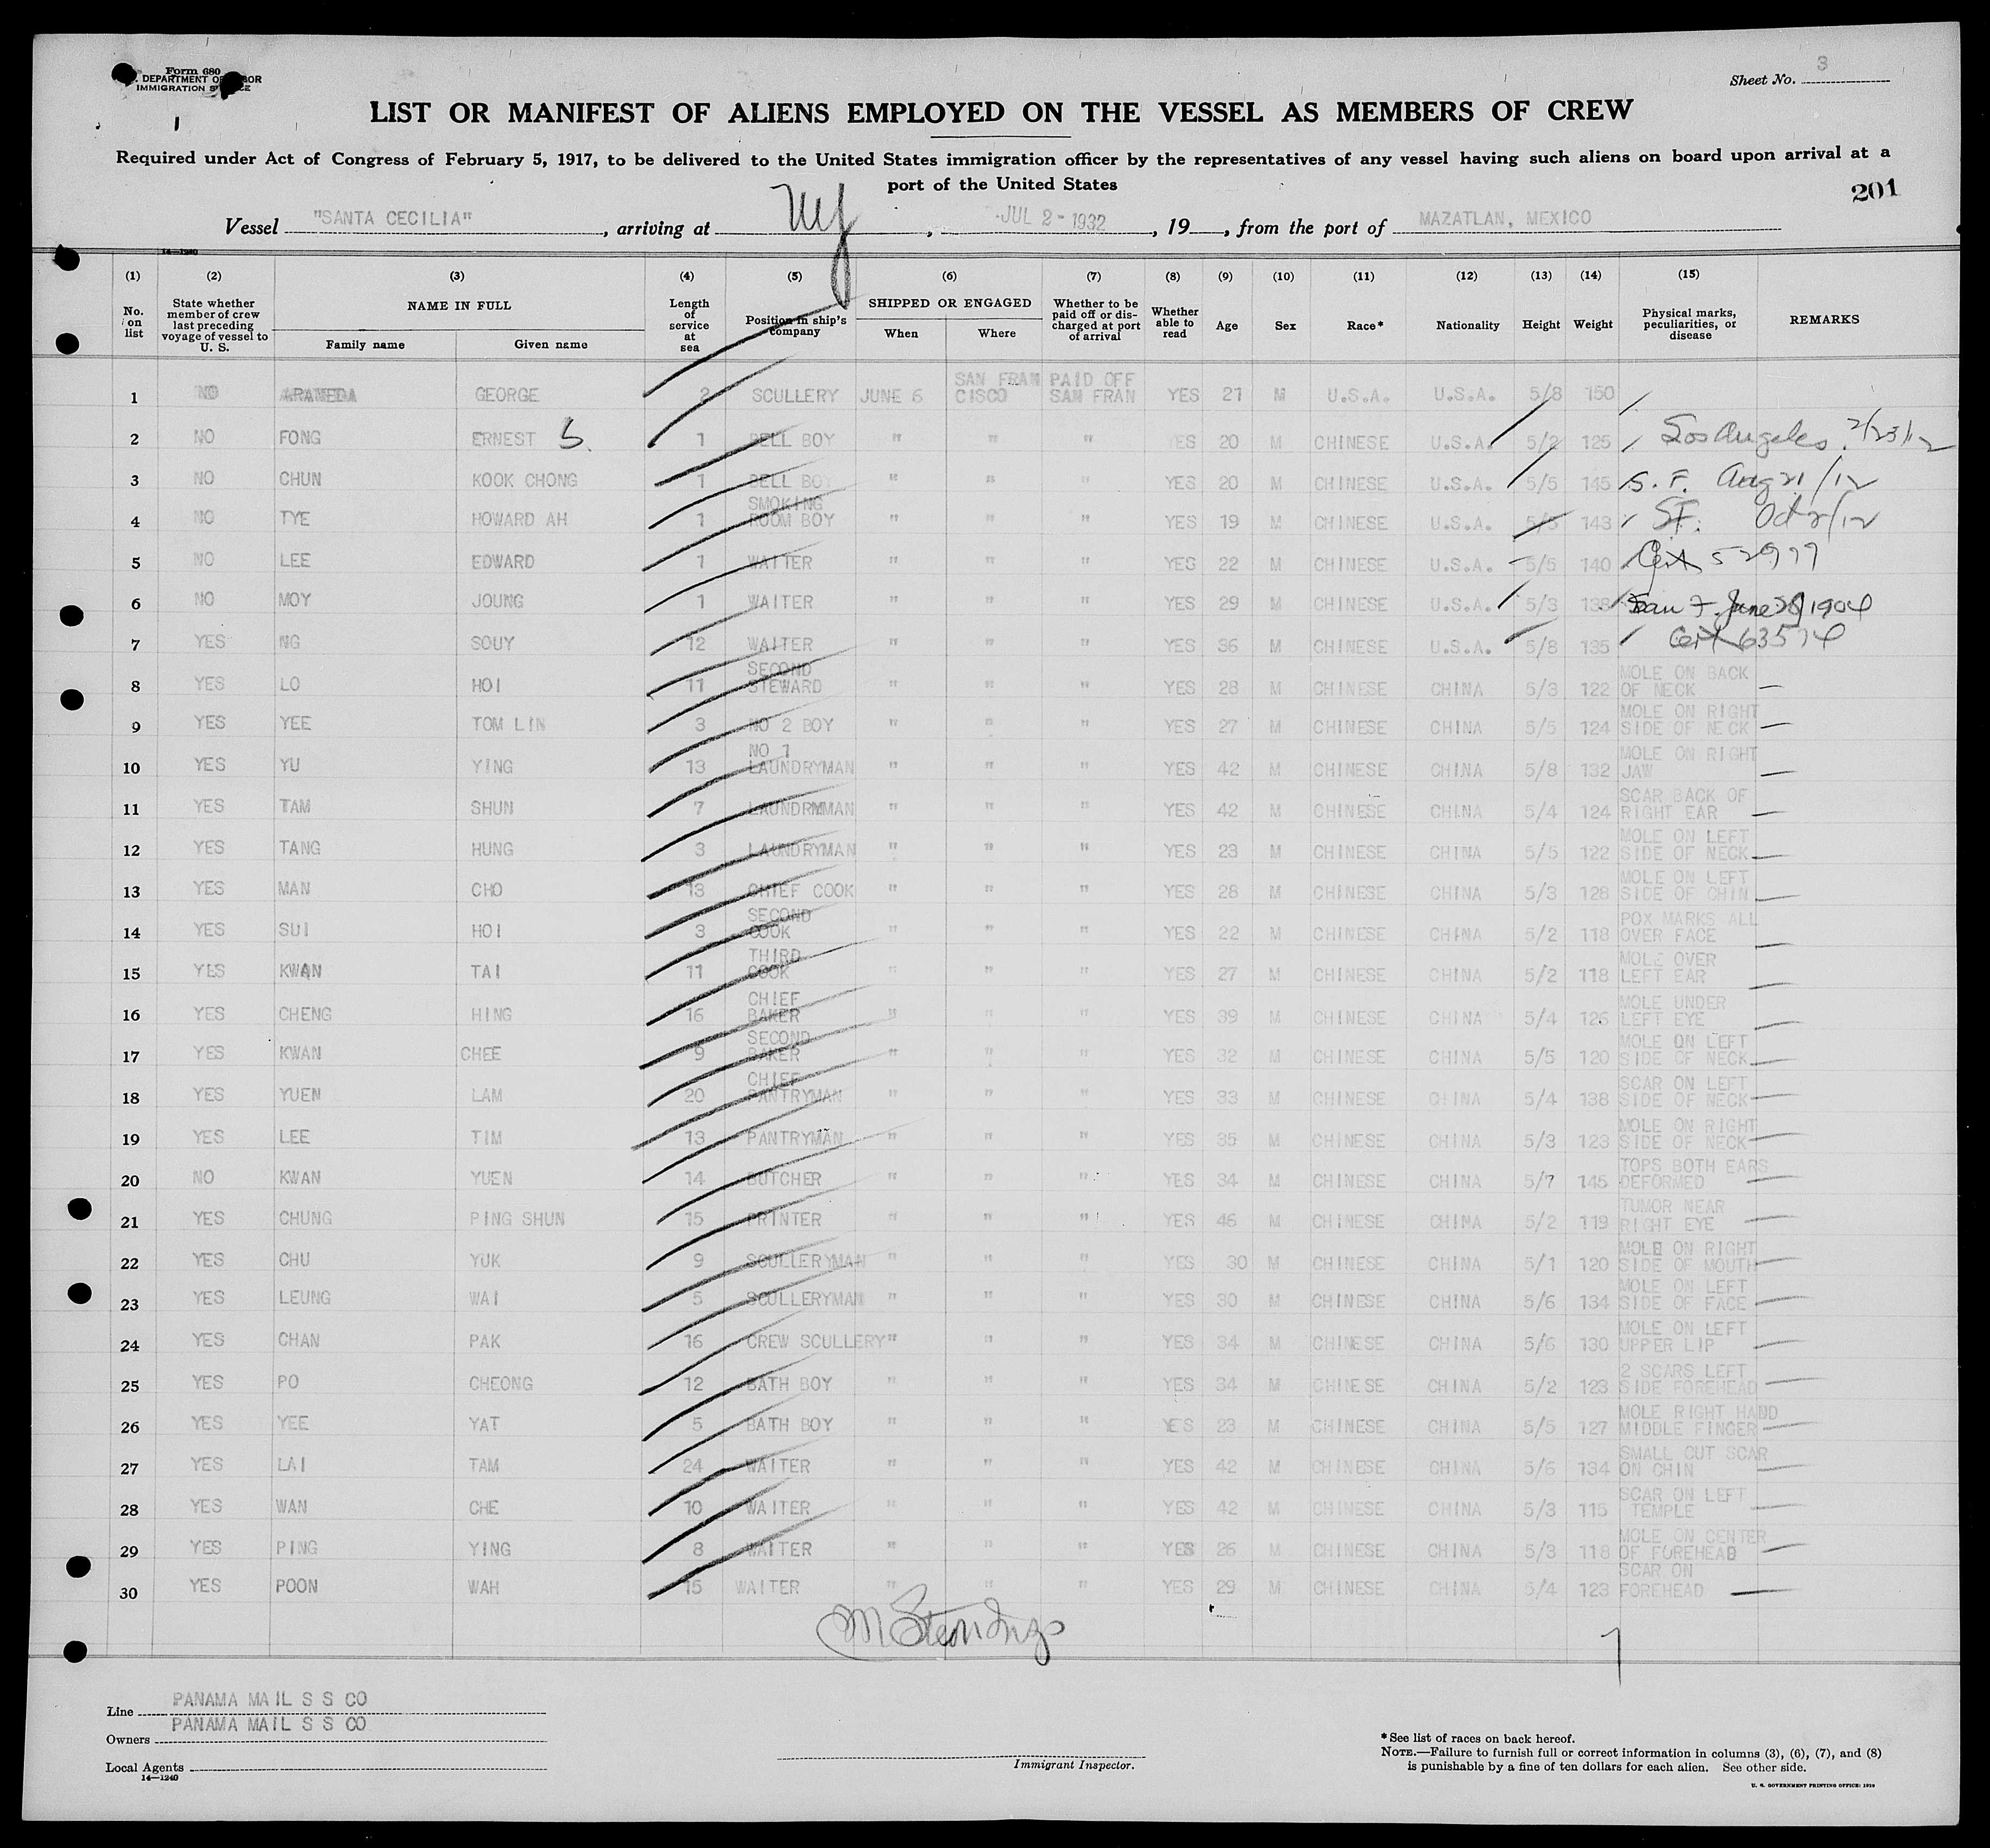 Form 680
DEPARTMENT OF LABOR
IMMIGRATION SERVICE
Sheet No. 3
LIST OR MANIFEST OF ALIENS EMPLOYED ON THE VESSEL AS MEMBERS OF CREW
Required under Act of Congress of February 5, 1917, to be delivered to the United States immigration officer by the representatives of any vessel having such aliens on board upon arrival at a
port of the United States
201
Vessel "SANTA CECILIA", arriving at NY, JUL 2-1932, 19__, from the port of MAZATLAN, MEXICO
14—1240
(1) (2) (3) (4) (5) (6) (7) (8) (9) (10) (11) (12) (13) (14) (15)
No. on list State whether member of crew last preceding voyage of vessel to U. S. NAME IN FULL Family name Given name Length of service at sea Position in ship's company SHIPPED OR ENGAGED When Where Whether to be paid off or discharged at port of arrival Whether able to read Age Sex Race* Nationality Height Weight Physical marks, peculiarities, or disease REMARKS
1 NO GEORGE 2 SCULLERY JUNE 6 SAN FRAN CISCO PAID OFF SAN FRAN YES 21 M U.S.A. U.S.A. 5/8 150
2 NO FONG ERNEST S. 1 BELL BOY " " " YES 20 M CHINESE U.S.A. 5/2 125 Los Angeles 2/23/12
3 NO CHUN KOOK CHONG 1 BELL BOY " " " YES 20 M CHINESE U.S.A. 5/5 145 S. F. Aug 21/12
4 NO TYE HOWARD AH 1 SMOKING ROOM BOY " " " YES 19 M CHINESE U.S.A. 5/5 143 S.F. Oct 2/12
5 NO LEE EDWARD 1 WAITER " " " YES 22 M CHINESE U.S.A. 5/5 140 Cert 52977
6 NO MOY JOUNG 1 WAITER " " " YES 29 M CHINESE U.S.A. 5/3 138 San F. June 28/1904
7 YES NG SOUY 12 WAITER " " " YES 36 M CHINESE U.S.A. 5/8 135 Cert 63574
8 YES LO HOI 11 SECOND STEWARD " " " YES 28 M CHINESE CHINA 5/3 122 MOLE ON BACK OF NECK —
9 YES YEE TOM LIN 3 NO 2 BOY " " " YES 27 M CHINESE CHINA 5/5 124 MOLE ON RIGHT SIDE OF NECK —
10 YES YU YING 13 NO 1 LAUNDRYMAN " " " YES 42 M CHINESE CHINA 5/8 132 MOLE ON RIGHT JAW —
11 YES TAM SHUN 7 LAUNDRYMAN " " " YES 42 M CHINESE CHINA 5/4 124 SCAR BACK OF RIGHT EAR —
12 YES TANG HUNG 3 LAUNDRYMAN " " " YES 23 M CHINESE CHINA 5/5 122 MOLE ON LEFT SIDE OF NECK —
13 YES MAN CHO 13 CHIEF COOK " " " YES 28 M CHINESE CHINA 5/3 128 MOLE ON LEFT SIDE OF CHIN —
14 YES SUI HOI 3 SECOND COOK " " " YES 22 M CHINESE CHINA 5/2 118 POX MARKS ALL OVER FACE —
15 YES KWAN TAI 11 THIRD COOK " " " YES 27 M CHINESE CHINA 5/2 118 MOLE OVER LEFT EAR —
16 YES CHENG HING 16 CHIEF BAKER " " " YES 39 M CHINESE CHINA 5/4 126 MOLE UNDER LEFT EYE —
17 YES KWAN CHEE 9 SECOND BAKER " " " YES 32 M CHINESE CHINA 5/5 120 MOLE ON LEFT SIDE OF NECK —
18 YES YUEN LAM 20 CHIEF PANTRYMAN " " " YES 33 M CHINESE CHINA 5/4 138 SCAR ON LEFT SIDE OF NECK —
19 YES LEE TIM 13 PANTRYMAN " " " YES 35 M CHINESE CHINA 5/3 123 MOLE ON RIGHT SIDE OF NECK —
20 NO KWAN YUEN 14 BUTCHER " " " YES 34 M CHINESE CHINA 5/7 145 TOPS BOTH EARS DEFORMED —
21 YES CHUNG PING SHUN 15 PRINTER " " " YES 46 M CHINESE CHINA 5/2 119 TUMOR NEAR RIGHT EYE —
22 YES CHU YUK 9 SCULLERYMAN " " " YES 30 M CHINESE CHINA 5/1 120 MOLE ON RIGHT SIDE OF MOUTH —
23 YES LEUNG WAI 5 SCULLERYMAN " " " YES 30 M CHINESE CHINA 5/6 134 MOLE ON LEFT SIDE OF FACE —
24 YES CHAN PAK 16 CREW SCULLERY " " " YES 34 M CHINESE CHINA 5/6 130 MOLE ON LEFT UPPER LIP —
25 YES PO CHEONG 12 BATH BOY " " " YES 34 M CHINESE CHINA 5/2 123 2 SCARS LEFT SIDE FOREHEAD —
26 YES YEE YAT 5 BATH BOY " " " YES 23 M CHINESE CHINA 5/5 127 MOLE RIGHT HAND MIDDLE FINGER —
27 YES LAI TAM 24 WAITER " " " YES 42 M CHINESE CHINA 5/6 134 SMALL CUT SCAR ON CHIN —
28 YES WAN CHE 10 WAITER " " " YES 42 M CHINESE CHINA 5/3 115 SCAR ON LEFT TEMPLE —
29 YES PING YING 8 WAITER " " " YES 26 M CHINESE CHINA 5/3 118 MOLE ON CENTER OF FOREHEAD —
30 YES POON WAH 15 WAITER " " " YES 29 M CHINESE CHINA 5/4 123 SCAR ON FOREHEAD —
Line PANAMA MAIL S S CO
Owners PANAMA MAIL S S CO
Local Agents
14—1240
Immigrant Inspector.
*See list of races on back hereof.
NOTE.—Failure to furnish full or correct information in columns (3), (6), (7), and (8)
is punishable by a fine of ten dollars for each alien. See other side.
U. S. GOVERNMENT PRINTING OFFICE: 1929